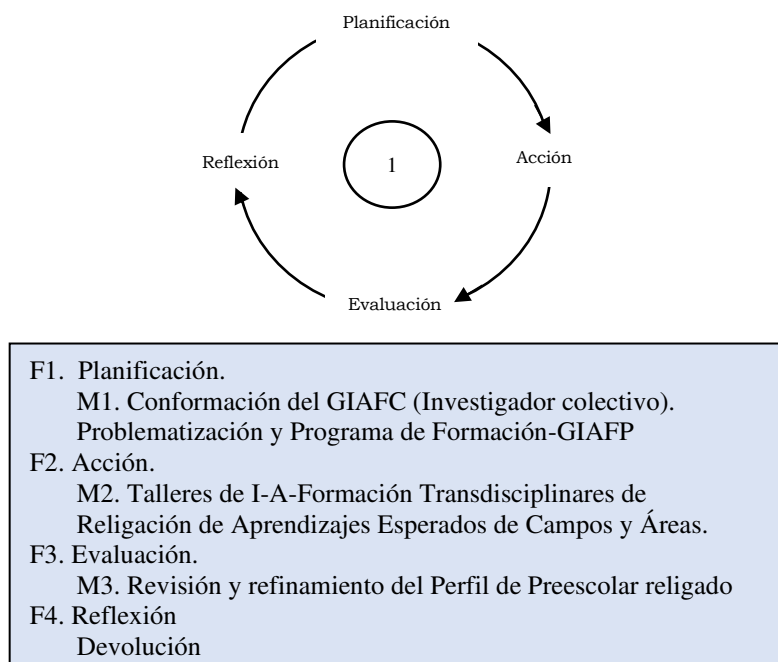 Planificación
Reflexión
1
Acción
Evaluación
F1. Planificación.
M1. Conformación del GIAFC (Investigador colectivo).
Problematización y Programa de Formación-GIAFP
F2. Acción.
M2. Talleres de I-A-Formación Transdisciplinares de
Religación de Aprendizajes Esperados de Campos y Áreas.
F3. Evaluación.
M3. Revisión y refinamiento del Perfil de Preescolar religado
F4. Reflexión
Devolución